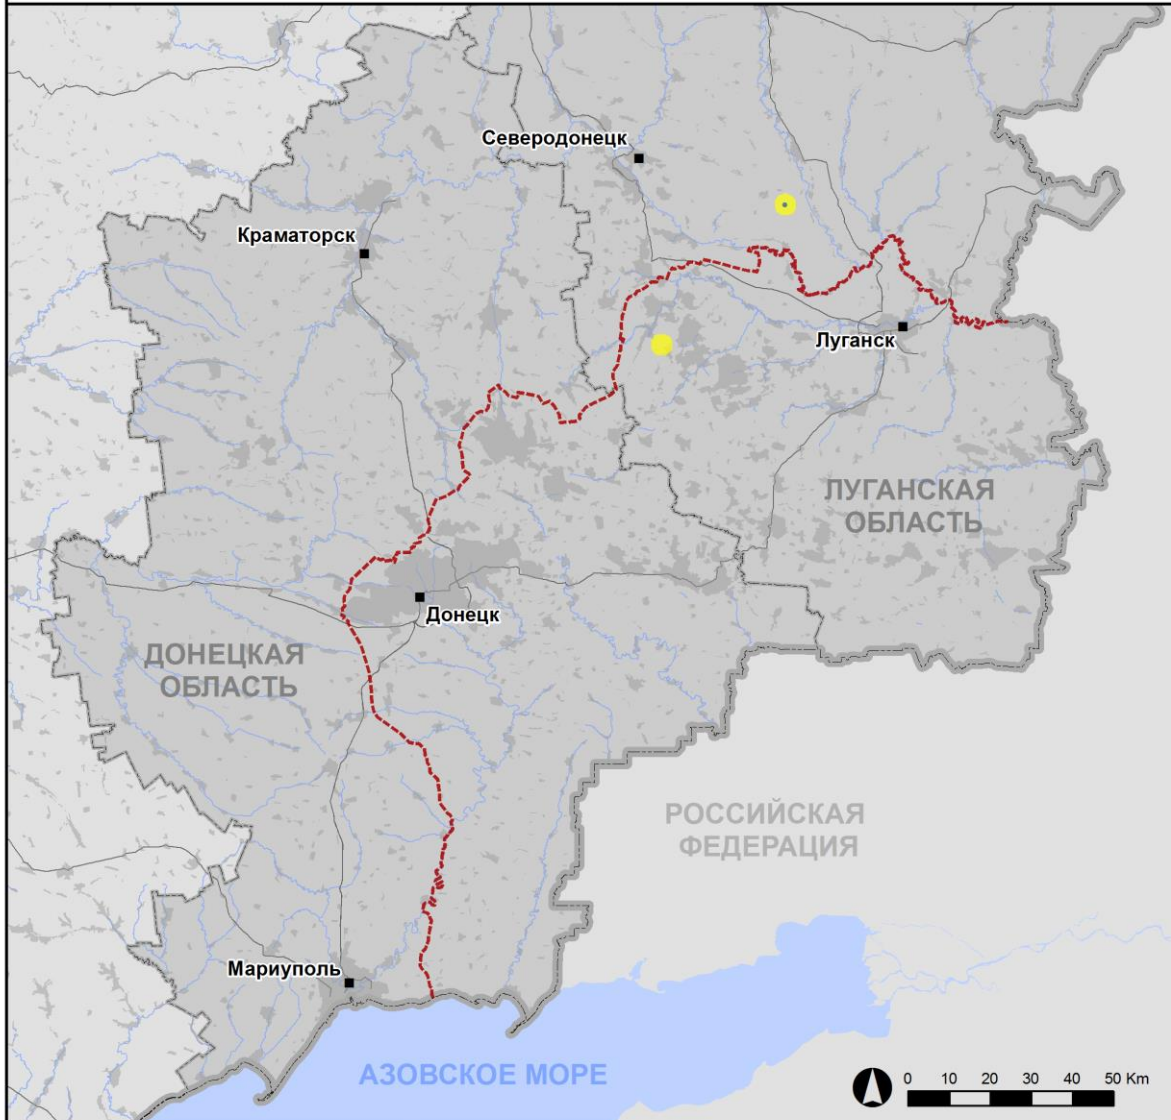 Северодонецк
Краматорск
Луганск
ЛУГАНСКАЯ
ОБЛАСТЬ
Донецк
ДОНЕЦКАЯ
ОБЛАСТЬ
РОССИЙСКАЯ
ФЕДЕРАЦИЯ
Мариуполь
АЗОВСКОЕ МОРЕ
0 10 20 30 40 50 Km